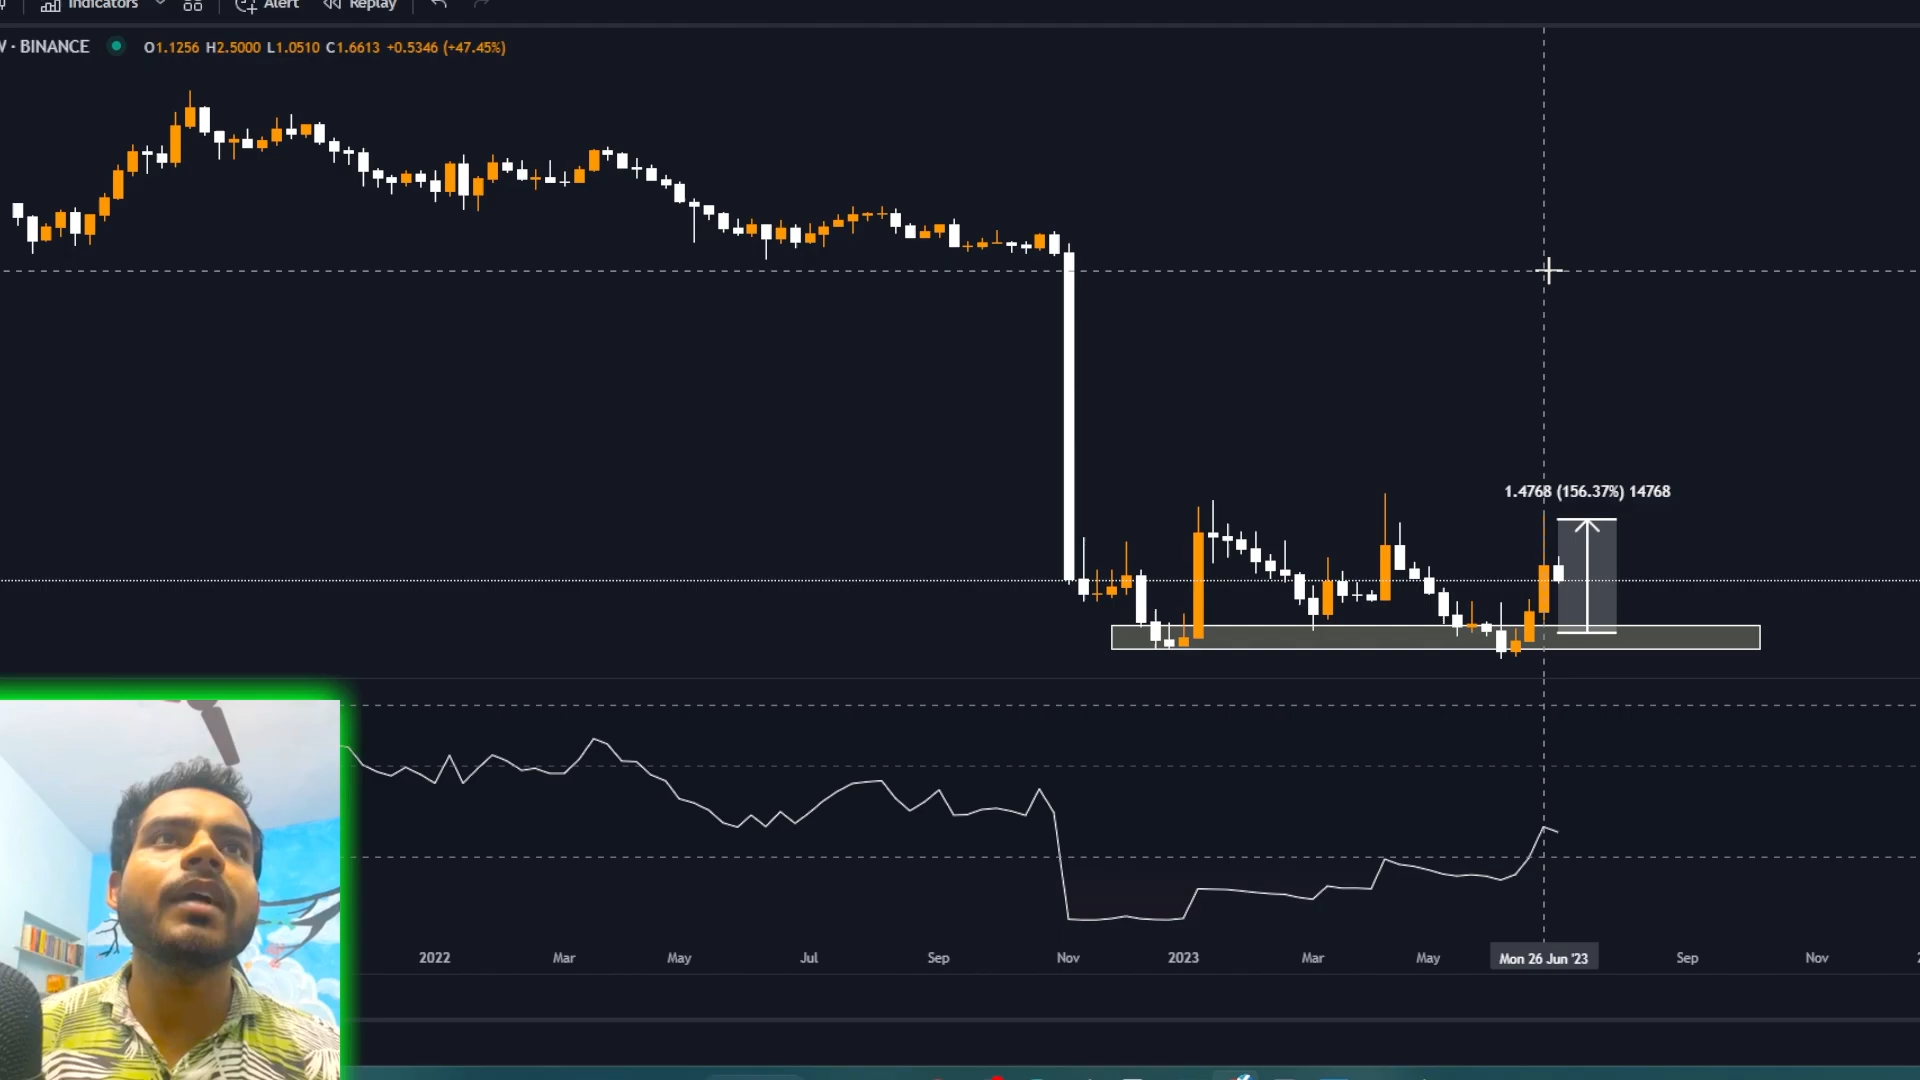 Indicators Alert Replay
· BINANCE O1.1256 H2.5000 L1.0510 C1.6613 +0.5346 (+47.45%)
1.4768 (156.37%) 14768
2022 Mar May Jul Sep Nov 2023 Mar May Mon 26 Jun '23 Sep Nov